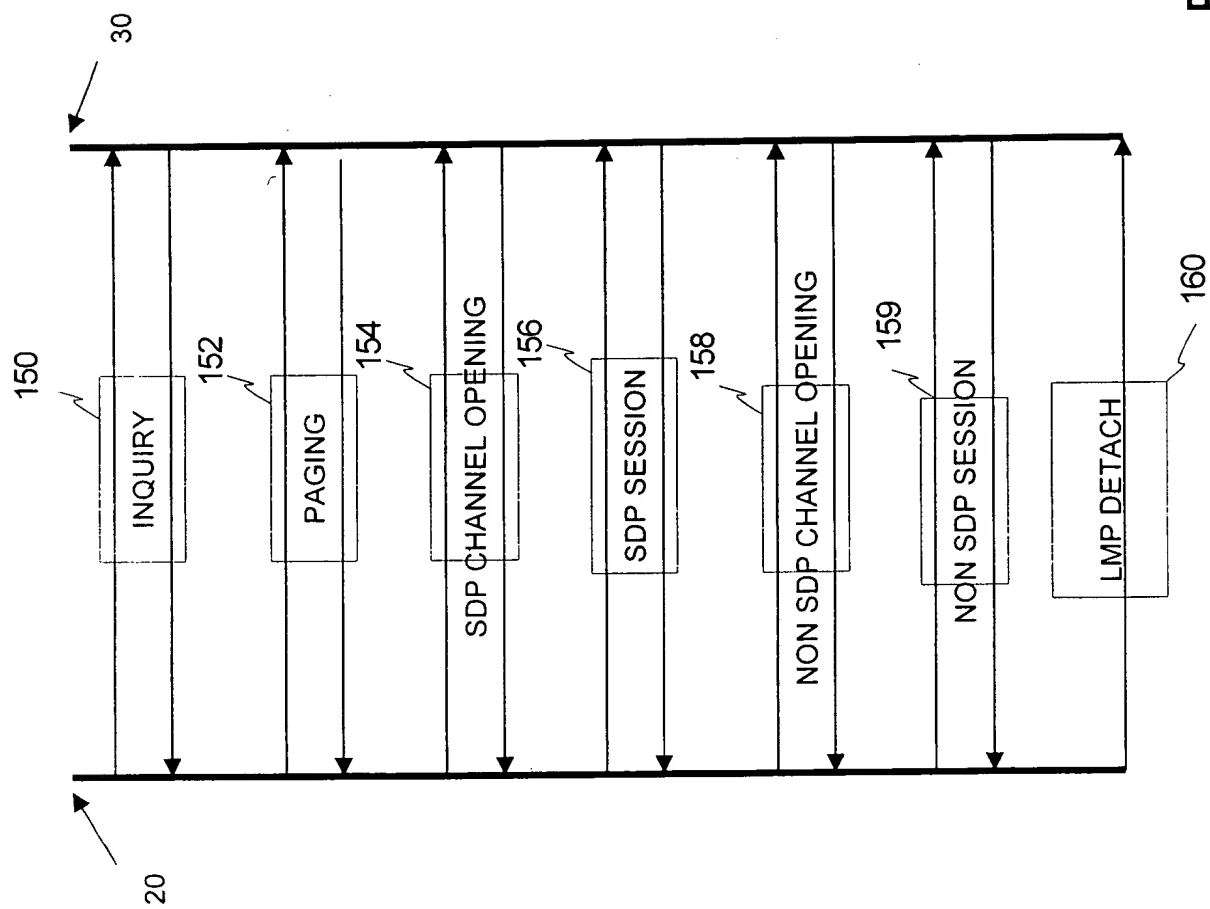 30
20
150
INQUIRY
152
PAGING
154
SDP CHANNEL OPENING
156
SDP SESSION
158
NON SDP CHANNEL OPENING
159
NON SDP SESSION
160
LMP DETACH